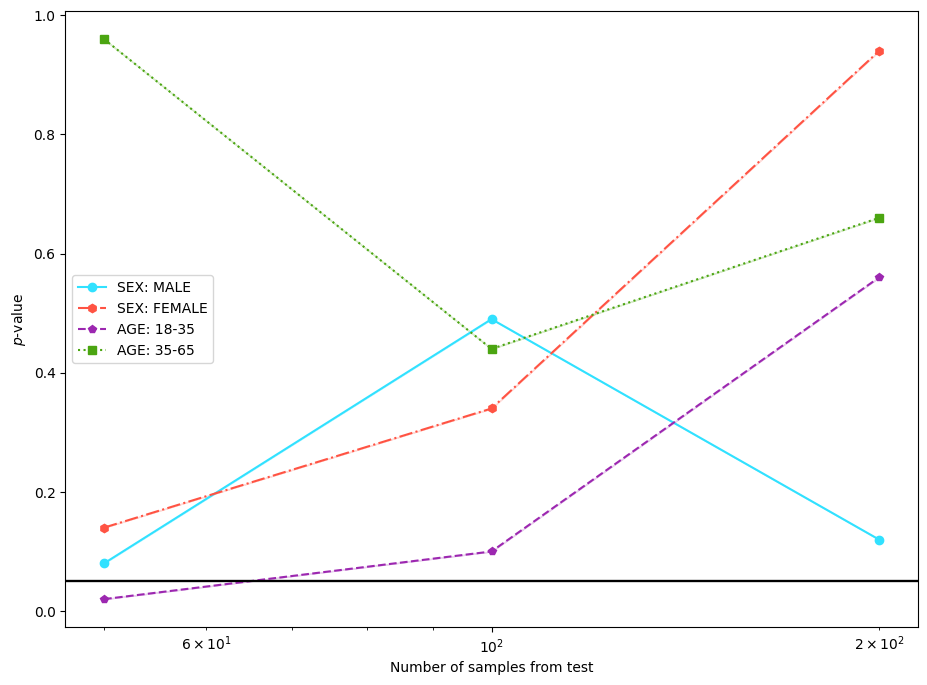 1.0
0.8
0.6
0.4
0.2
0.0
p-value
SEX: MALE
SEX: FEMALE
AGE: 18-35
AGE: 35-65
6 × 10¹
10²
2 × 10²
Number of samples from test